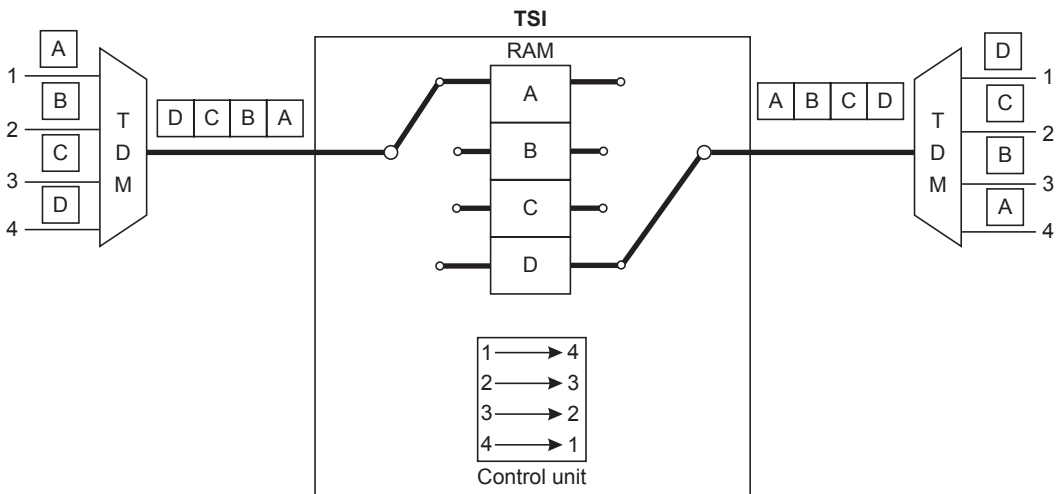 TSI
RAM
A
1
B
2
C
3
D
4
T
D
M
D C B A
A
B
C
D
A B C D
T
D
M
D
1
C
2
B
3
A
4
1 → 4
2 → 3
3 → 2
4 → 1
Control unit